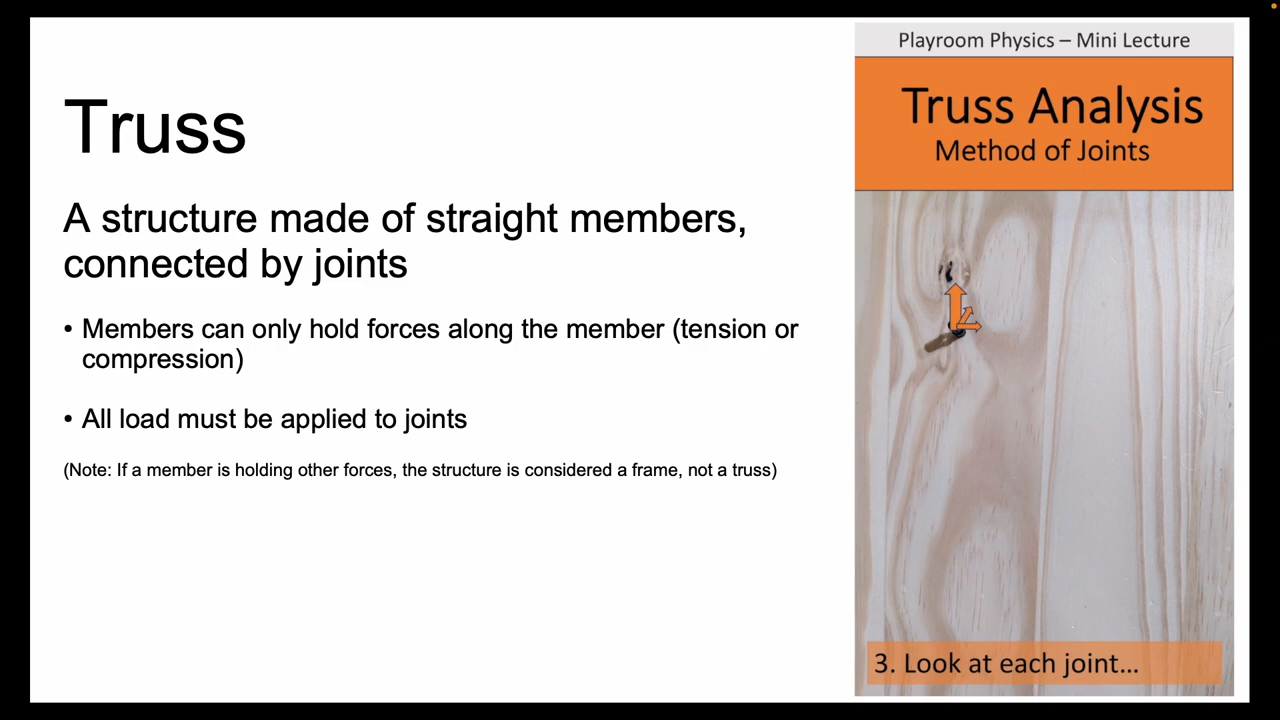 Truss
A structure made of straight members,
connected by joints
• Members can only hold forces along the member (tension or
compression)
• All load must be applied to joints
(Note: If a member is holding other forces, the structure is considered a frame, not a truss)
Playroom Physics – Mini Lecture
Truss Analysis
Method of Joints
3. Look at each joint...